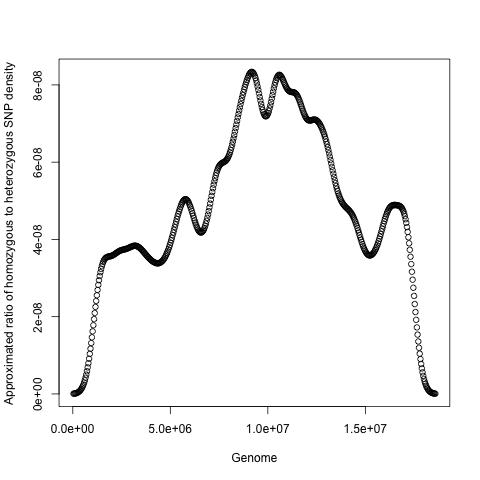 Approximated ratio of homozygous to heterozygous SNP density
8e-08
6e-08
4e-08
2e-08
0e+00
0.0e+00 5.0e+06 1.0e+07 1.5e+07
Genome